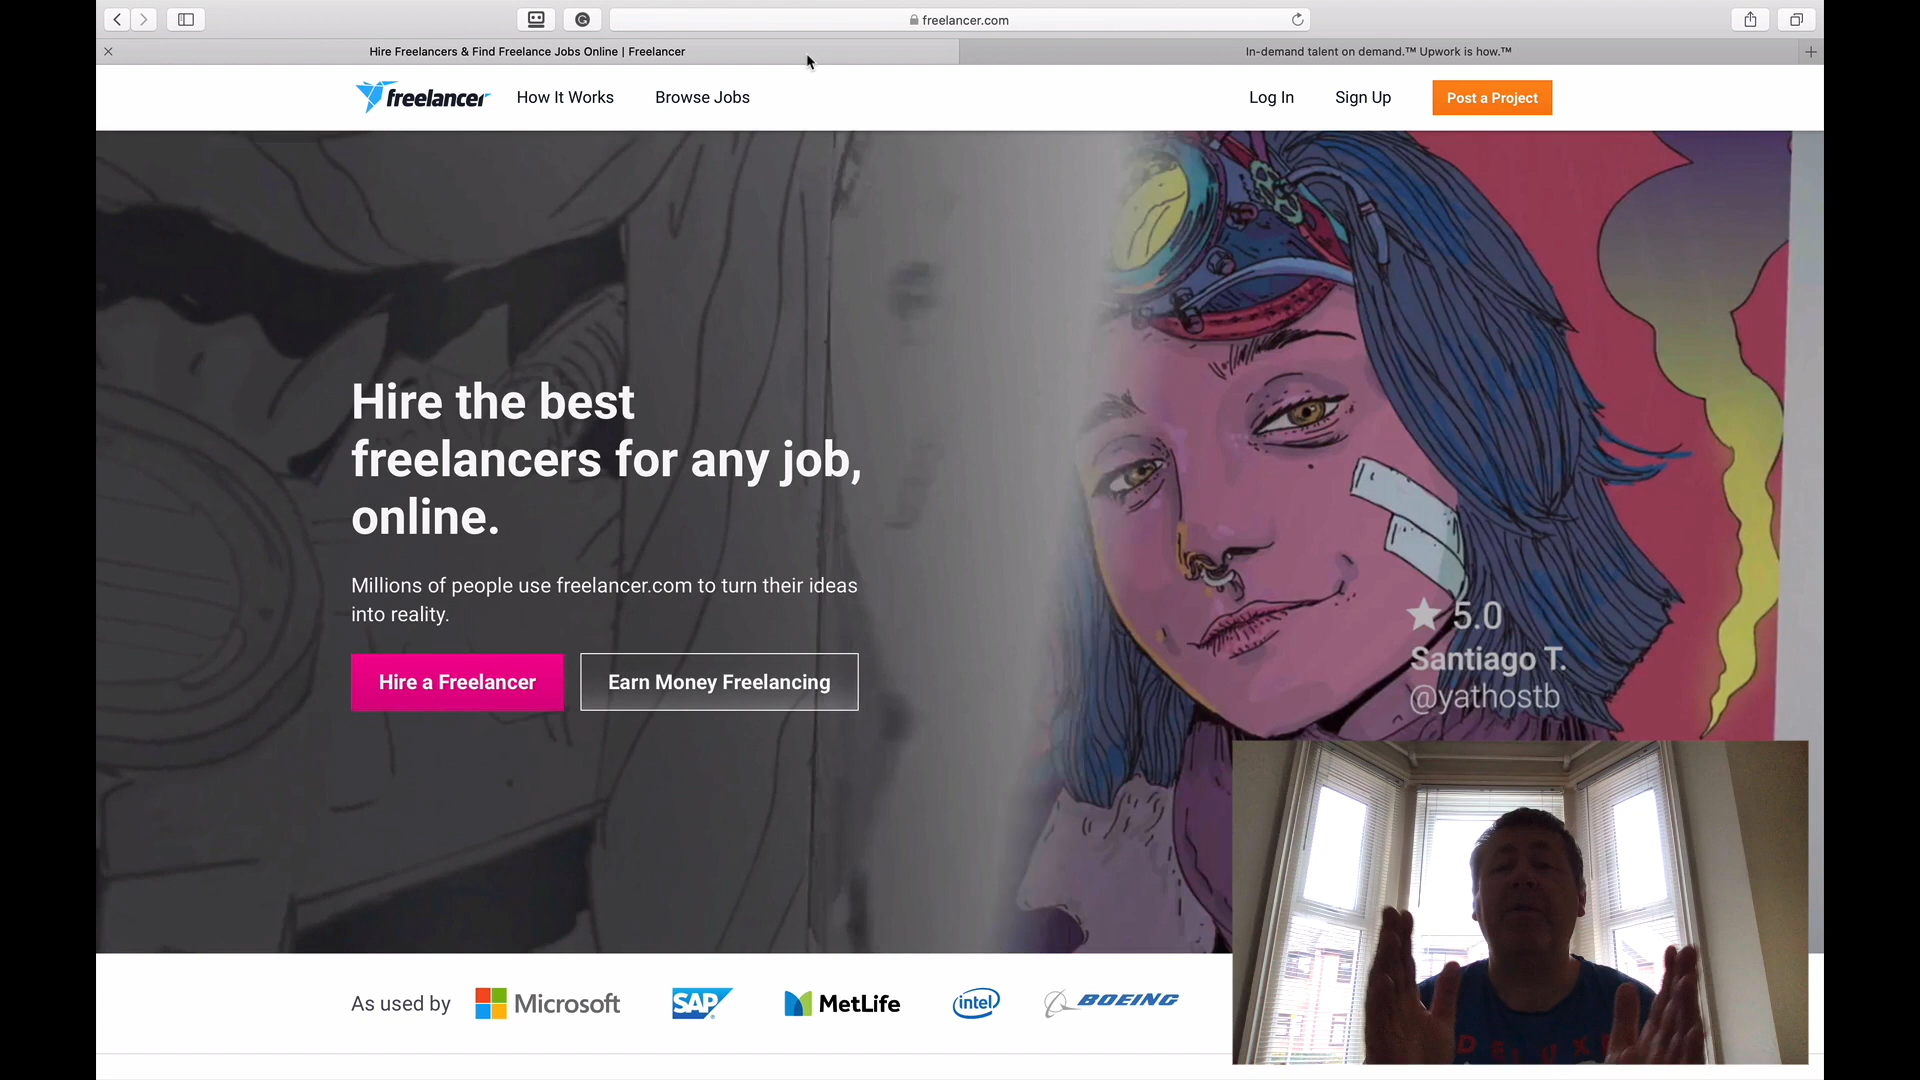 freelancer.com
Hire Freelancers & Find Freelance Jobs Online | Freelancer
In-demand talent on demand.™ Upwork is how.™
freelancer
How It Works
Browse Jobs
Log In
Sign Up
Post a Project
Hire the best
freelancers for any job,
online.
Millions of people use freelancer.com to turn their ideas
into reality.
Hire a Freelancer
Earn Money Freelancing
5.0
Santiago T.
@yathostb
As used by
Microsoft
SAP
MetLife
intel
BOEING